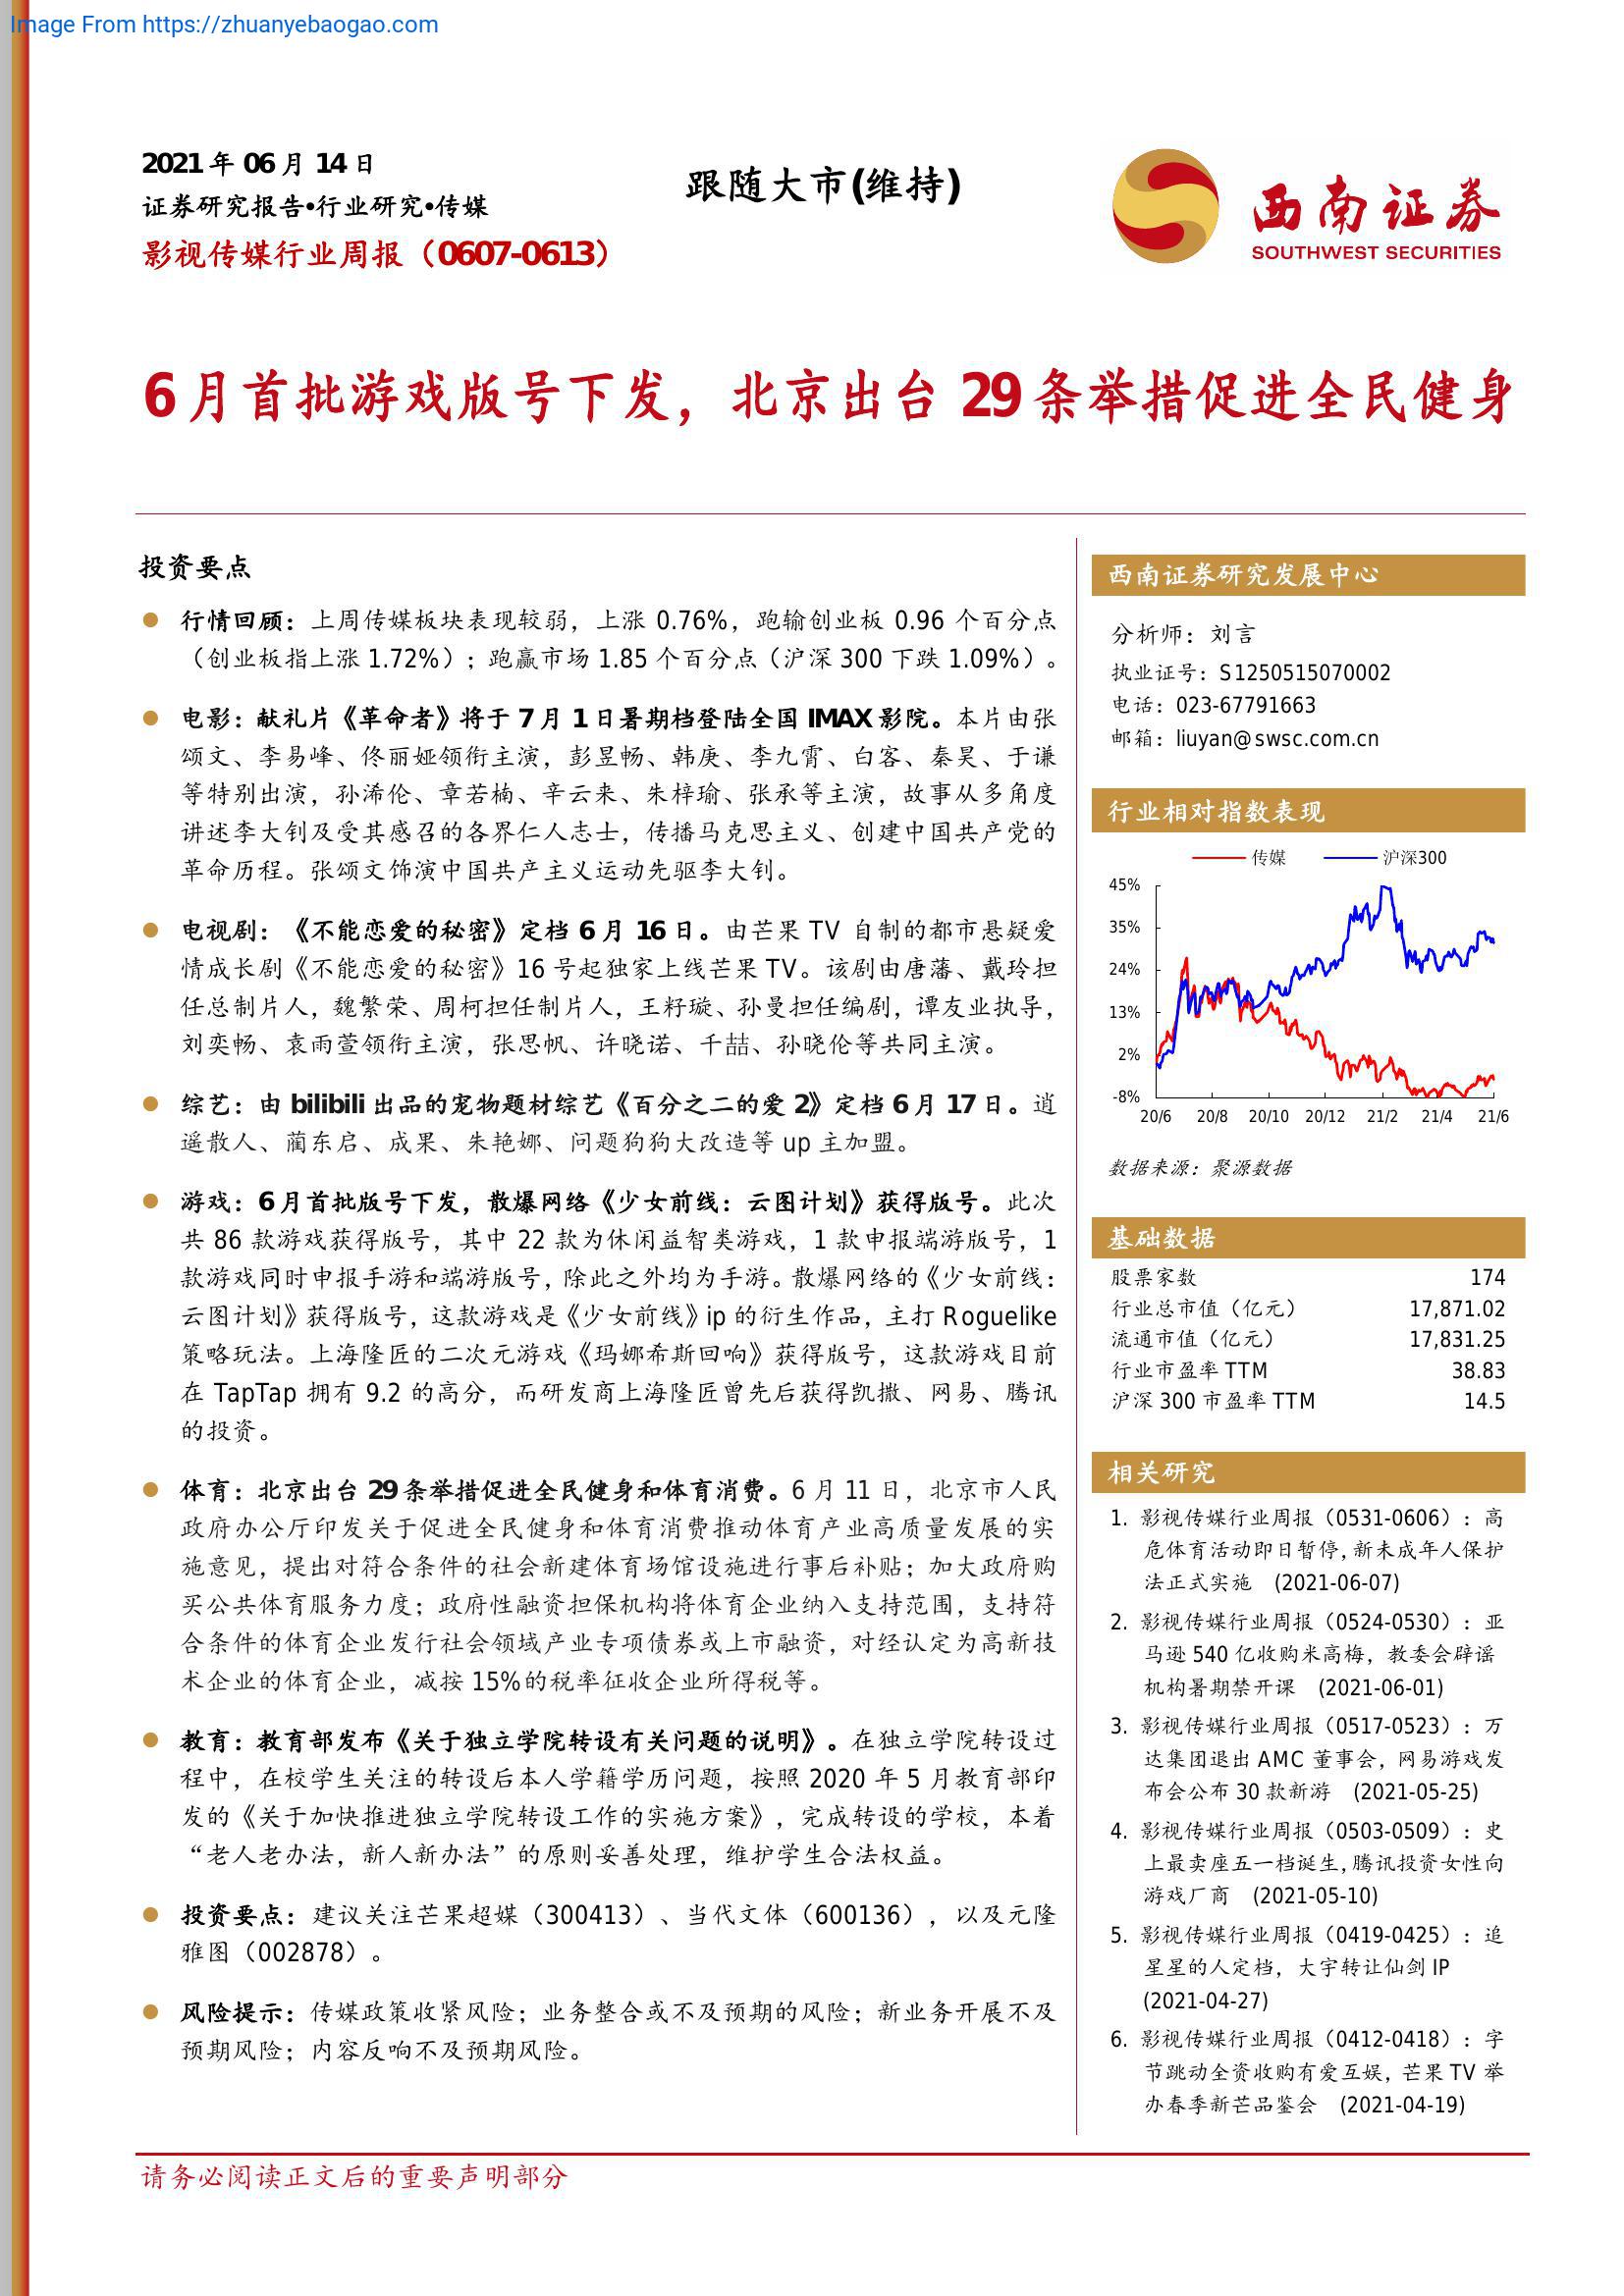 Image From https://zhuanyebaogao.com
2021 年 06 月 14 日
证券研究报告•行业研究•传媒
影视传媒行业周报（0607-0613）
跟随大市(维持)
西南证券
SOUTHWEST SECURITIES
6 月首批游戏版号下发，北京出台 29 条举措促进全民健身
投资要点
行情回顾：上周传媒板块表现较弱，上涨 0.76%，跑输创业板 0.96 个百分点
（创业板指上涨 1.72%）；跑赢市场 1.85 个百分点（沪深 300 下跌 1.09%）。
电影：献礼片《革命者》将于 7 月 1 日暑期档登陆全国 IMAX 影院。本片由张
颂文、李易峰、佟丽娅领衔主演，彭昱畅、韩庚、李九霄、白客、秦昊、于谦
等特别出演，孙浠伦、章若楠、辛云来、朱梓瑜、张承等主演，故事从多角度
讲述李大钊及受其感召的各界仁人志士，传播马克思主义、创建中国共产党的
革命历程。张颂文饰演中国共产主义运动先驱李大钊。
电视剧：《不能恋爱的秘密》定档 6 月 16 日。由芒果 TV 自制的都市悬疑爱
情成长剧《不能恋爱的秘密》16 号起独家上线芒果 TV。该剧由唐藩、戴玲担
任总制片人，魏繁荣、周柯担任制片人，王籽璇、孙曼担任编剧，谭友业执导，
刘奕畅、袁雨萱领衔主演，张思帆、许晓诺、千喆、孙晓伦等共同主演。
综艺：由 bilibili 出品的宠物题材综艺《百分之二的爱 2》定档 6 月 17 日。逍
遥散人、蔺东启、成果、朱艳娜、问题狗狗大改造等 up 主加盟。
游戏：6 月首批版号下发，散爆网络《少女前线：云图计划》获得版号。此次
共 86 款游戏获得版号，其中 22 款为休闲益智类游戏，1 款申报端游版号，1
款游戏同时申报手游和端游版号，除此之外均为手游。散爆网络的《少女前线：
云图计划》获得版号，这款游戏是《少女前线》ip 的衍生作品，主打 Roguelike
策略玩法。上海隆匠的二次元游戏《玛娜希斯回响》获得版号，这款游戏目前
在 TapTap 拥有 9.2 的高分，而研发商上海隆匠曾先后获得凯撒、网易、腾讯
的投资。
体育：北京出台 29 条举措促进全民健身和体育消费。6 月 11 日，北京市人民
政府办公厅印发关于促进全民健身和体育消费推动体育产业高质量发展的实
施意见，提出对符合条件的社会新建体育场馆设施进行事后补贴；加大政府购
买公共体育服务力度；政府性融资担保机构将体育企业纳入支持范围，支持符
合条件的体育企业发行社会领域产业专项债券或上市融资，对经认定为高新技
术企业的体育企业，减按 15%的税率征收企业所得税等。
教育：教育部发布《关于独立学院转设有关问题的说明》。在独立学院转设过
程中，在校学生关注的转设后本人学籍学历问题，按照 2020 年 5 月教育部印
发的《关于加快推进独立学院转设工作的实施方案》，完成转设的学校，本着
“老人老办法，新人新办法”的原则妥善处理，维护学生合法权益。
投资要点：建议关注芒果超媒（300413）、当代文体（600136），以及元隆
雅图（002878）。
风险提示：传媒政策收紧风险；业务整合或不及预期的风险；新业务开展不及
预期风险；内容反响不及预期风险。
西南证券研究发展中心
分析师：刘言
执业证号：S1250515070002
电话：023-67791663
邮箱：liuyan@swsc.com.cn
行业相对指数表现
传媒 沪深300
45%
35%
24%
13%
2%
-8%
20/6 20/8 20/10 20/12 21/2 21/4 21/6
数据来源：聚源数据
基础数据
股票家数 174
行业总市值（亿元） 17,871.02
流通市值（亿元） 17,831.25
行业市盈率 TTM 38.83
沪深 300 市盈率 TTM 14.5
相关研究
1. 影视传媒行业周报（0531-0606）：高
危体育活动即日暂停,新未成年人保护
法正式实施 (2021-06-07)
2. 影视传媒行业周报（0524-0530）：亚
马逊 540 亿收购米高梅，教委会辟谣
机构暑期禁开课 (2021-06-01)
3. 影视传媒行业周报（0517-0523）：万
达集团退出 AMC 董事会，网易游戏发
布会公布 30 款新游 (2021-05-25)
4. 影视传媒行业周报（0503-0509）：史
上最卖座五一档诞生,腾讯投资女性向
游戏厂商 (2021-05-10)
5. 影视传媒行业周报（0419-0425）：追
星星的人定档，大宇转让仙剑 IP
(2021-04-27)
6. 影视传媒行业周报（0412-0418）：字
节跳动全资收购有爱互娱，芒果 TV 举
办春季新芒品鉴会 (2021-04-19)
请务必阅读正文后的重要声明部分